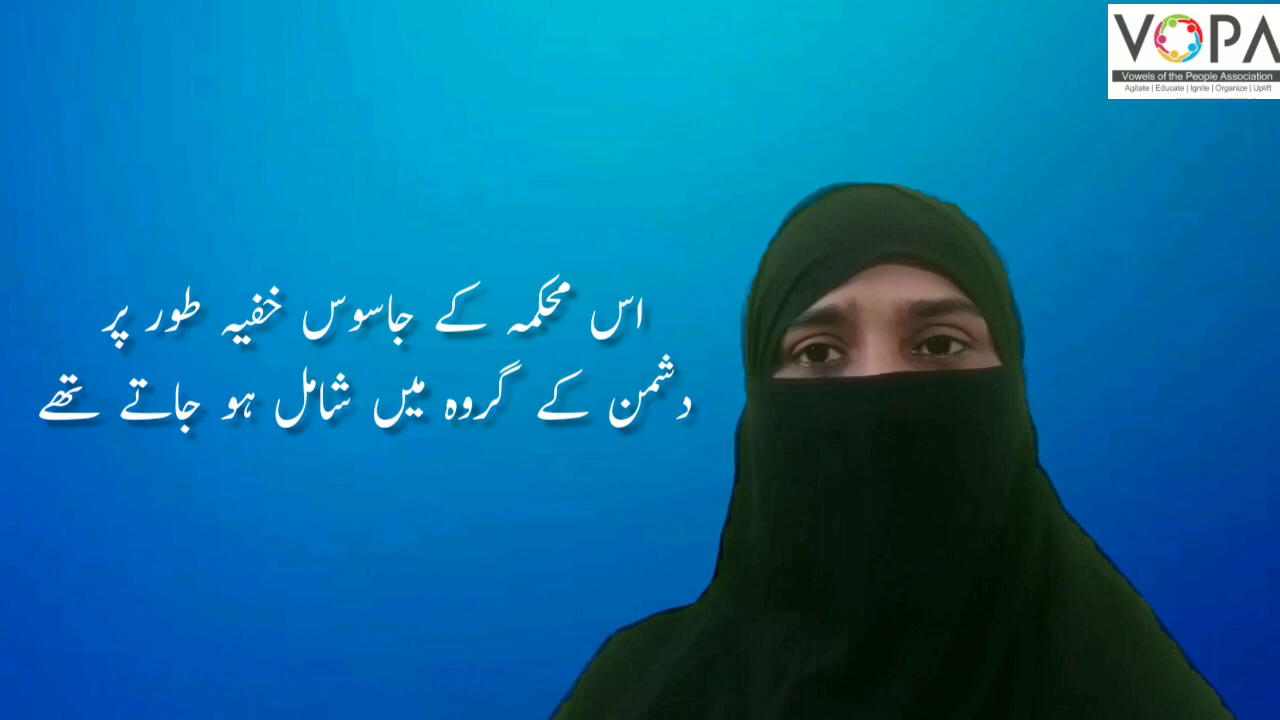 VOPA
Vowels of the People Association
Agitate | Educate | Ignite | Organize | Uplift
اس محکمہ کے جاسوس خفیہ طور پر
دشمن کے گروہ میں شامل ہو جاتے تھے